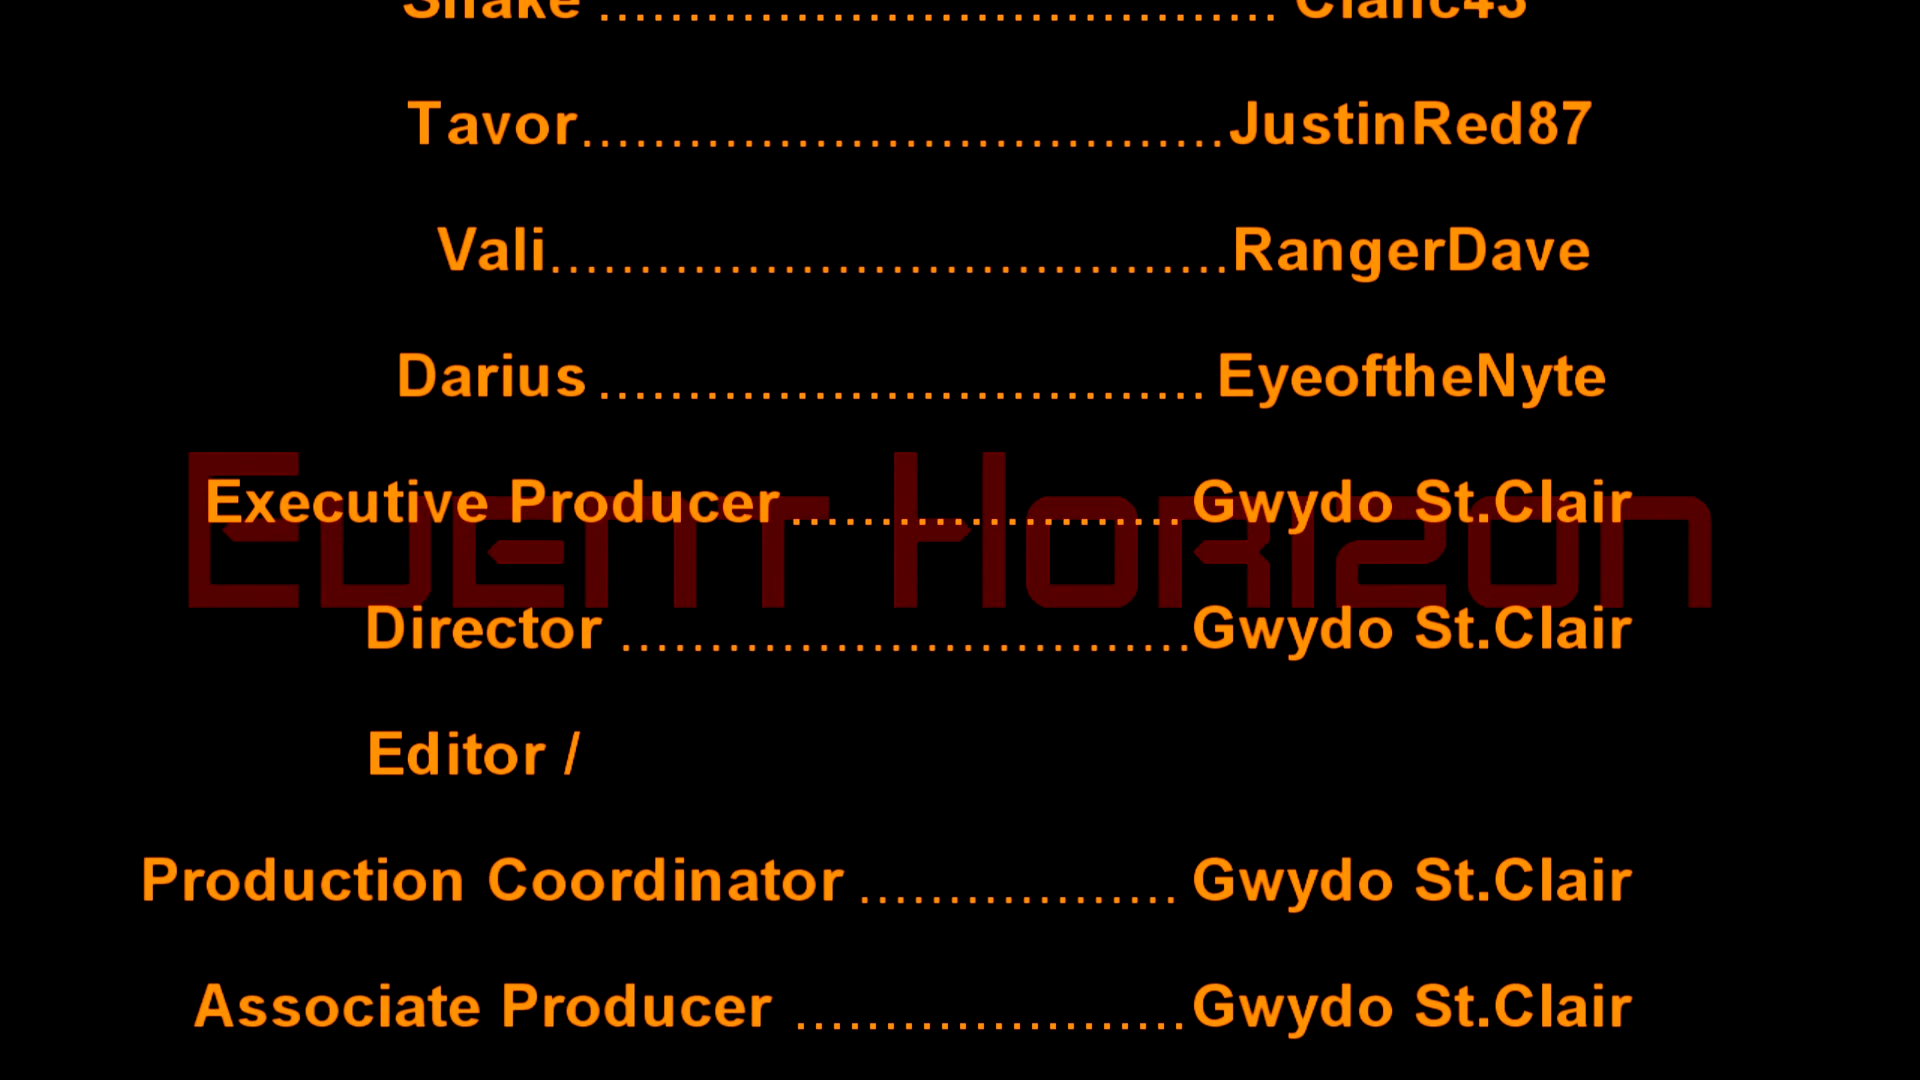 Tavor...................................JustinRed87
Vali.....................................RangerDave
Darius .................................. EyeoftheNyte
Executive Producer ......................Gwydo St.Clair
Event Horizon
Director ................................Gwydo St.Clair
Editor /
Production Coordinator .................. Gwydo St.Clair
Associate Producer ......................Gwydo St.Clair